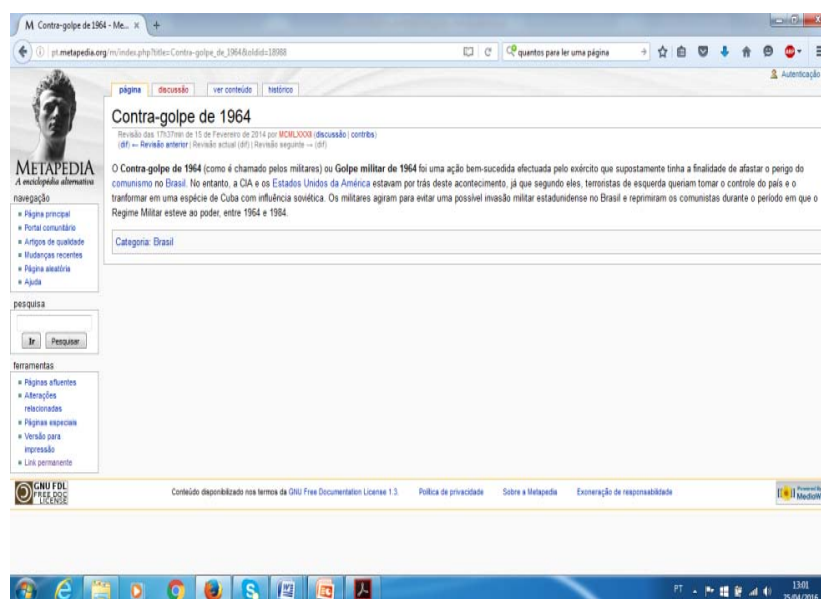 Contra-golpe de 1964 - Me...
pt.metapedia.org/m/index.php?title=Contra-golpe_de_1964&oldid=18988
quantos para ler uma página
Autenticação
página
discussão
ver conteúdo
histórico
Contra-golpe de 1964
Revisão das 17h37min de 15 de Fevereiro de 2014 por MCMLXXXII (discussão | contribs)
(dif) ← Revisão anterior | Revisão actual (dif) | Revisão seguinte → (dif)
O Contra-golpe de 1964 (como é chamado pelos militares) ou Golpe militar de 1964 foi uma ação bem-sucedida efectuada pelo exército que supostamente tinha a finalidade de afastar o perigo do
comunismo no Brasil. No entanto, a CIA e os Estados Unidos da América estavam por trás deste acontecimento, já que segundo eles, terroristas de esquerda queriam tomar o controle do país e o
tranformar em uma espécie de Cuba com influência soviética. Os militares agiram para evitar uma possível invasão militar estadunidense no Brasil e reprimiram os comunistas durante o período em que o
Regime Militar esteve ao poder, entre 1964 e 1984.
Categoria: Brasil
METAPEDIA
A enciclopédia alternativa
navegação
Página principal
Portal comunitário
Artigos de qualidade
Mudanças recentes
Página aleatória
Ajuda
pesquisa
Ir
Pesquisar
ferramentas
Páginas afluentes
Alterações
relacionadas
Páginas especiais
Versão para
impressão
Link permanente
GNU FDL
FREE DOC
LICENSE
Conteúdo disponibilizado nos termos da GNU Free Documentation License 1.3.
Política de privacidade
Sobre a Metapedia
Exoneração de responsabilidade
Powered By
MediaW
PT
13:01
25/04/2016